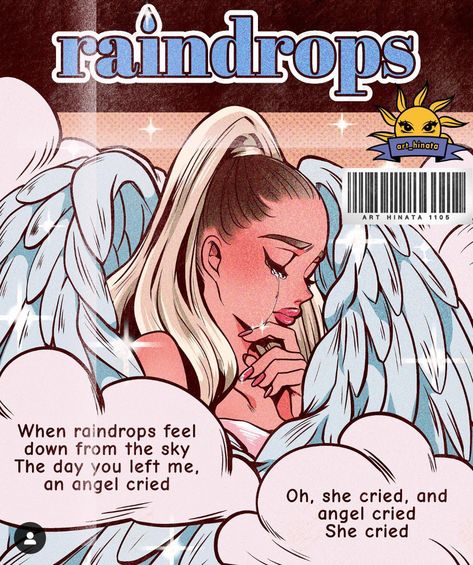 raindrops
art_hinata
ART HINATA 1105
When raindrops feel
down from the sky
The day you left me,
an angel cried
Oh, she cried, and
angel cried
She cried